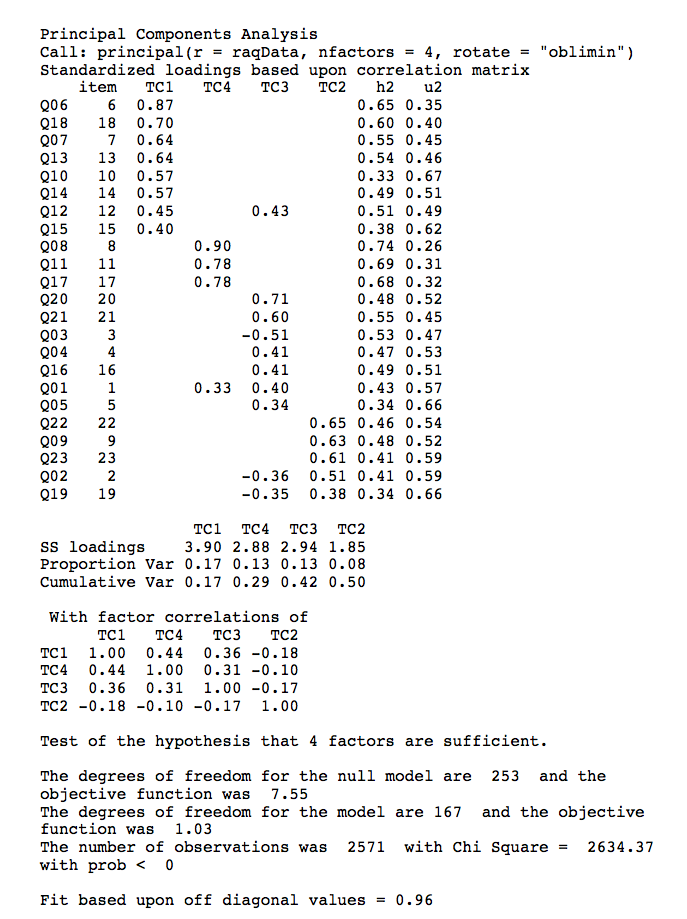 Principal Components Analysis
Call: principal(r = raqData, nfactors = 4, rotate = "oblimin")
Standardized loadings based upon correlation matrix
    item   TC1   TC4   TC3   TC2   h2   u2
Q06    6  0.87                    0.65 0.35
Q18   18  0.70                    0.60 0.40
Q07    7  0.64                    0.55 0.45
Q13   13  0.64                    0.54 0.46
Q10   10  0.57                    0.33 0.67
Q14   14  0.57                    0.49 0.51
Q12   12  0.45        0.43        0.51 0.49
Q15   15  0.40                    0.38 0.62
Q08    8        0.90              0.74 0.26
Q11   11        0.78              0.69 0.31
Q17   17        0.78              0.68 0.32
Q20   20              0.71        0.48 0.52
Q21   21              0.60        0.55 0.45
Q03    3             -0.51        0.53 0.47
Q04    4              0.41        0.47 0.53
Q16   16              0.41        0.49 0.51
Q01    1        0.33  0.40        0.43 0.57
Q05    5              0.34        0.34 0.66
Q22   22                    0.65 0.46 0.54
Q09    9                    0.63 0.48 0.52
Q23   23                    0.61 0.41 0.59
Q02    2             -0.36  0.51 0.41 0.59
Q19   19             -0.35  0.38 0.34 0.66
TC1  TC4  TC3  TC2
SS loadings    3.90 2.88 2.94 1.85
Proportion Var 0.17 0.13 0.13 0.08
Cumulative Var 0.17 0.29 0.42 0.50
With factor correlations of
TC1   TC4   TC3   TC2
TC1  1.00  0.44  0.36 -0.18
TC4  0.44  1.00  0.31 -0.10
TC3  0.36  0.31  1.00 -0.17
TC2 -0.18 -0.10 -0.17  1.00
Test of the hypothesis that 4 factors are sufficient.
The degrees of freedom for the null model are  253  and the
objective function was  7.55
The degrees of freedom for the model are 167  and the objective
function was  1.03
The number of observations was  2571  with Chi Square =  2634.37
with prob <  0
Fit based upon off diagonal values = 0.96